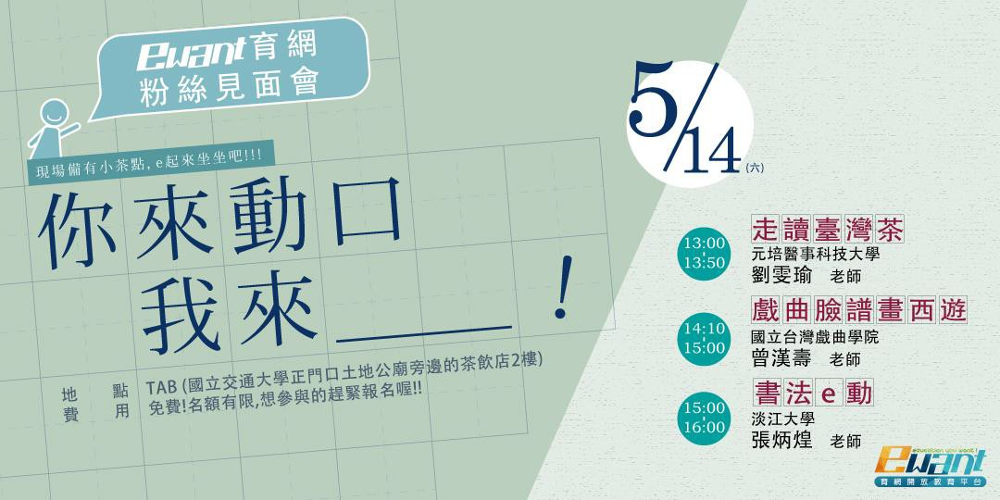 ewant育網
粉絲見面會
現場備有小茶點, e起來坐坐吧!!!
你來動口
我來______!
地點 TAB (國立交通大學正門口土地公廟旁邊的茶飲店2樓)
費用 免費!名額有限,想參與的趕緊報名喔!!
5/14 (六)
13:00-13:50
走讀臺灣茶
元培醫事科技大學
劉雯瑜 老師
14:10-15:00
戲曲臉譜畫西遊
國立台灣戲曲學院
曾漢壽 老師
15:00-16:00
書法e動
淡江大學
張炳煌 老師
education you want!
ewant
育網開放教育平台